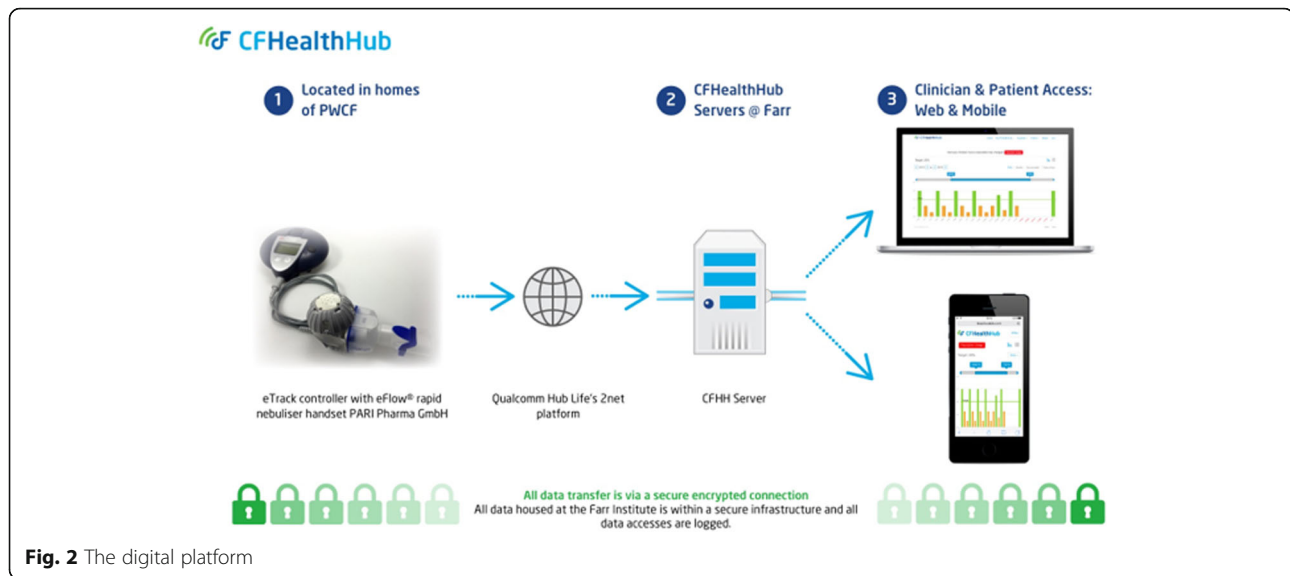 CFHealthHub
1 Located in homes
of PWCF
2 CFHealthHub
Servers @ Farr
3 Clinician & Patient Access:
Web & Mobile
CFHealthHub
CFHealthHub
eTrack controller with eFlow® rapid
nebuliser handset PARI Pharma GmbH
Qualcomm Hub Life's 2net
platform
CFHH Server
All data transfer is via a secure encrypted connection
All data housed at the Farr Institute is within a secure infrastructure and all
data accesses are logged.
Fig. 2 The digital platform